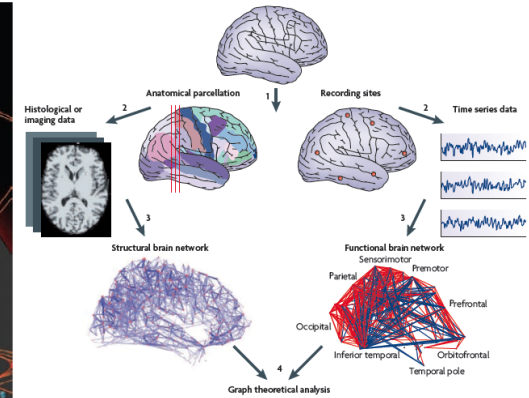 1
Anatomical parcellation
Recording sites
Histological or
imaging data
2
2
Time series data
3
3
Structural brain network
Functional brain network
Sensorimotor
Premotor
Parietal
Prefrontal
Occipital
Inferior temporal
Orbitofrontal
Temporal pole
4
Graph theoretical analysis